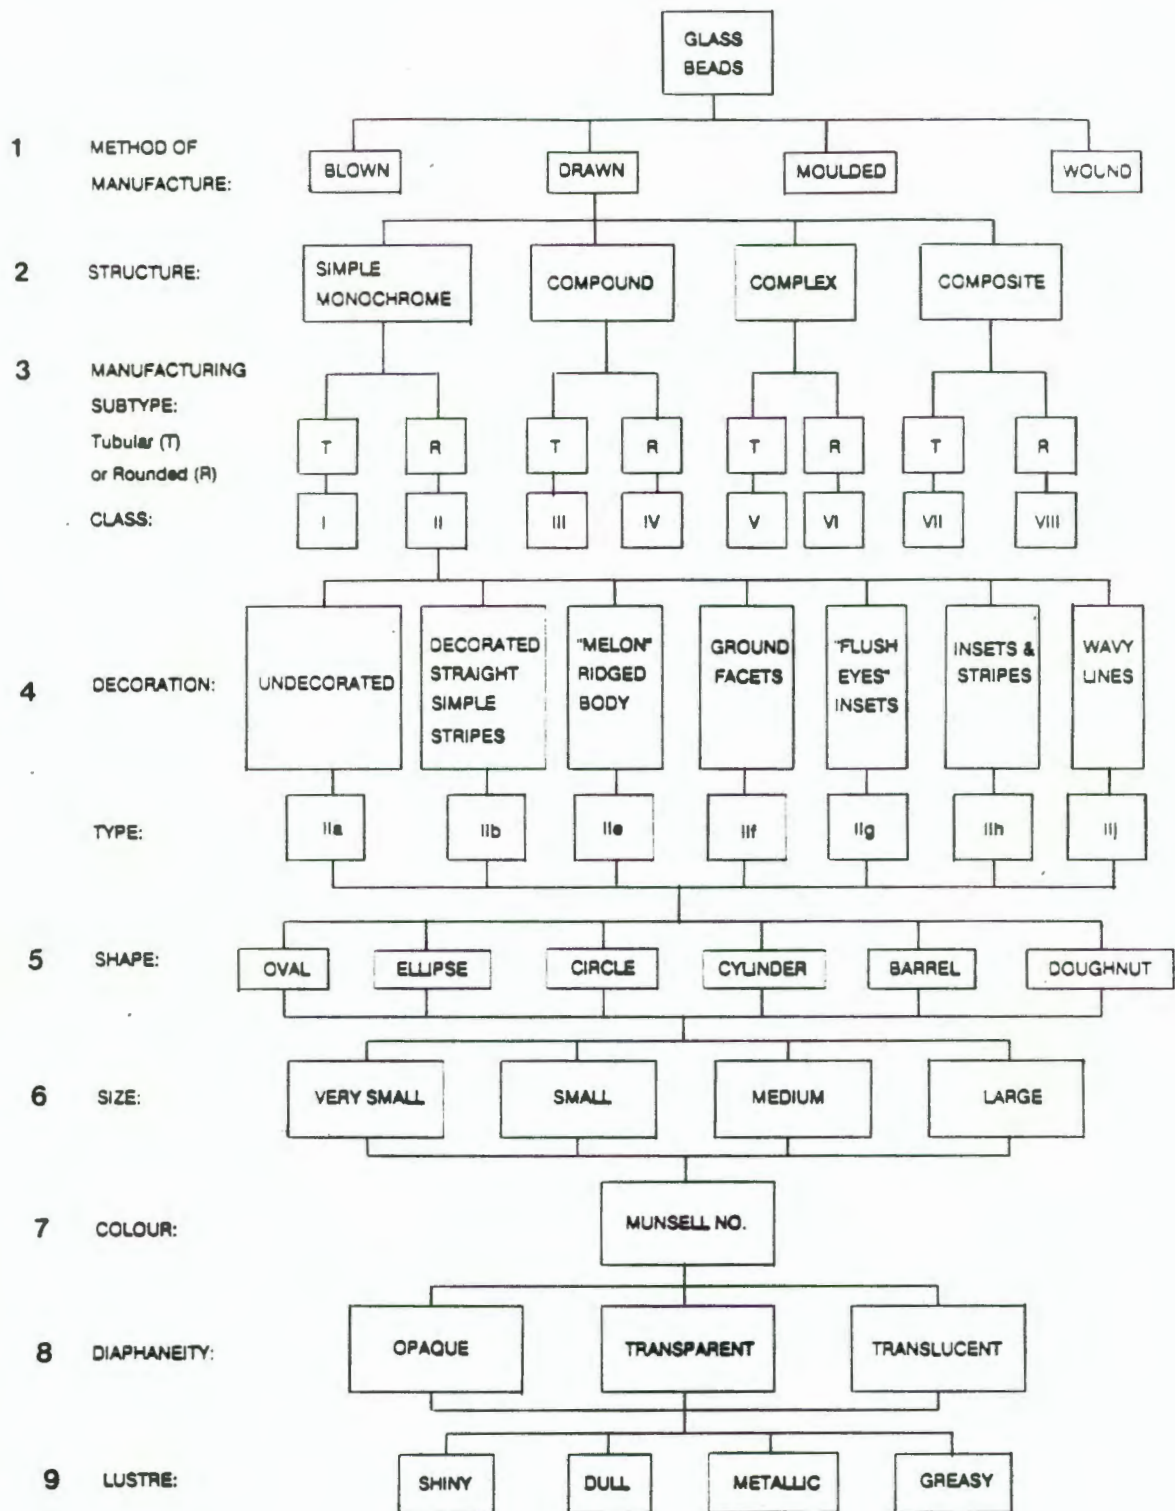 GLASS
BEADS
1 METHOD OF
MANUFACTURE:
BLOWN DRAWN MOULDED WOUND
2 STRUCTURE:
SIMPLE
MONOCHROME
COMPOUND COMPLEX COMPOSITE
3 MANUFACTURING
SUBTYPE:
Tubular (T)
or Rounded (R)
T R T R T R T R
CLASS:
I II III IV V VI VII VIII
4 DECORATION:
UNDECORATED
DECORATED
STRAIGHT
SIMPLE
STRIPES
"MELON"
RIDGED
BODY
GROUND
FACETS
"FLUSH
EYES"
INSETS
INSETS &
STRIPES
WAVY
LINES
TYPE:
IIa IIb IIe IIf IIg IIh IIj
5 SHAPE:
OVAL ELLIPSE CIRCLE CYLINDER BARREL DOUGHNUT
6 SIZE:
VERY SMALL SMALL MEDIUM LARGE
7 COLOUR:
MUNSELL NO.
8 DIAPHANEITY:
OPAQUE TRANSPARENT TRANSLUCENT
9 LUSTRE:
SHINY DULL METALLIC GREASY